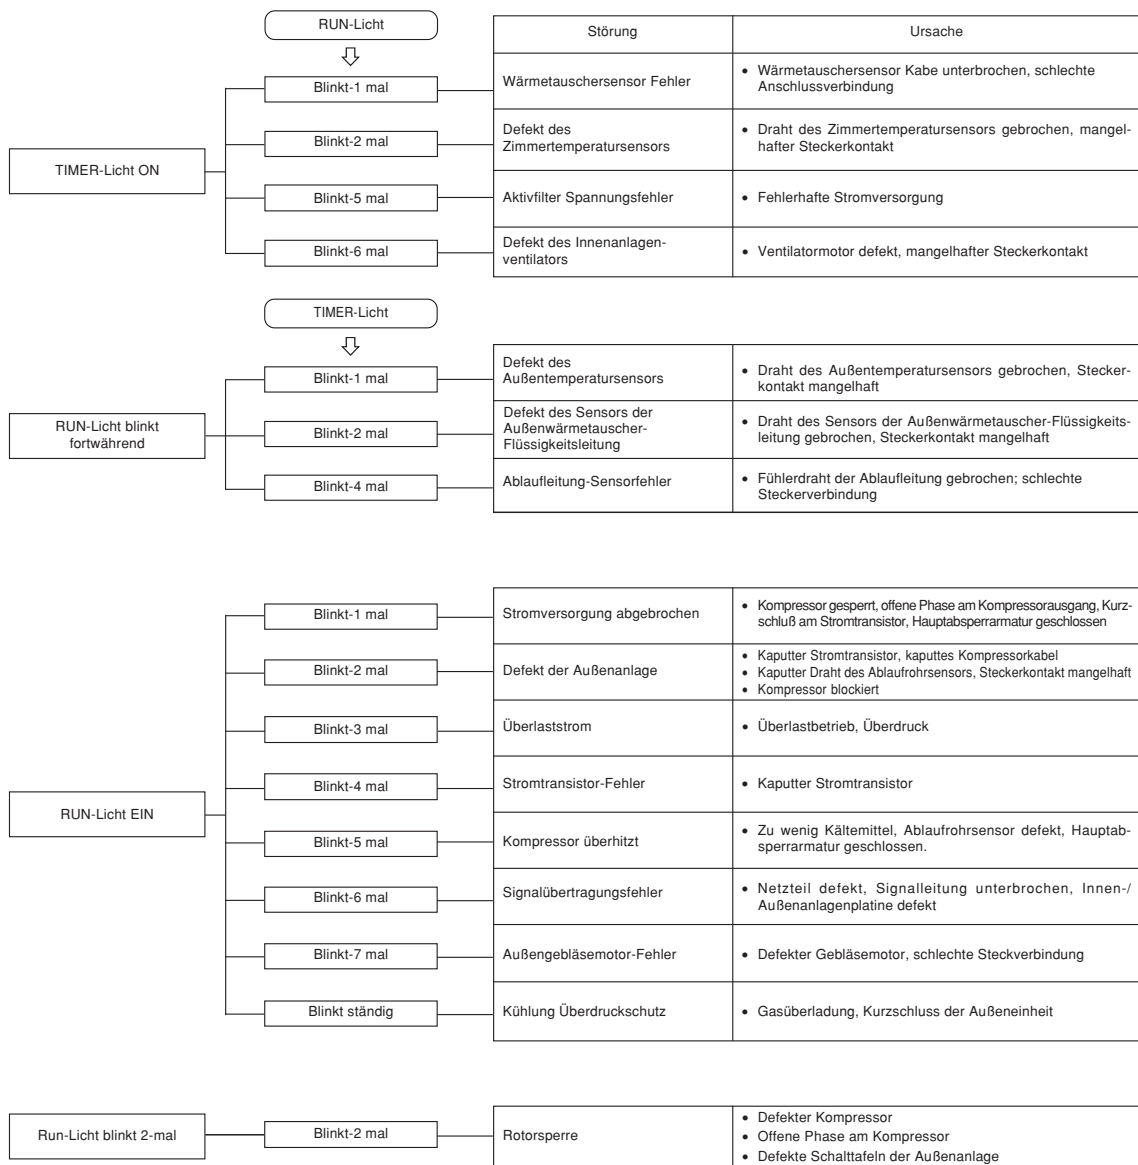 RUN-Licht
Störung
Ursache
TIMER-Licht ON
Blinkt-1 mal
Wärmetauschersensor Fehler
• Wärmetauschersensor Kabe unterbrochen, schlechte
Anschlussverbindung
Blinkt-2 mal
Defekt des
Zimmertemperatursensors
• Draht des Zimmertemperatursensors gebrochen, mangel-
hafter Steckerkontakt
Blinkt-5 mal
Aktivfilter Spannungsfehler
• Fehlerhafte Stromversorgung
Blinkt-6 mal
Defekt des Innenanlagen-
ventilators
• Ventilatormotor defekt, mangelhafter Steckerkontakt
TIMER-Licht
RUN-Licht blinkt
fortwährend
Blinkt-1 mal
Defekt des
Außentemperatursensors
• Draht des Außentemperatursensors gebrochen, Stecker-
kontakt mangelhaft
Blinkt-2 mal
Defekt des Sensors der
Außenwärmetauscher-
Flüssigkeitsleitung
• Draht des Sensors der Außenwärmetauscher-Flüssigkeits-
leitung gebrochen, Steckerkontakt mangelhaft
Blinkt-4 mal
Ablaufleitung-Sensorfehler
• Fühlerdraht der Ablaufleitung gebrochen; schlechte
Steckerverbindung
RUN-Licht EIN
Blinkt-1 mal
Stromversorgung abgebrochen
• Kompressor gesperrt, offene Phase am Kompressorausgang, Kurz-
schluß am Stromtransistor, Hauptabsperrarmatur geschlossen
Blinkt-2 mal
Defekt der Außenanlage
• Kaputter Stromtransistor, kaputtes Kompressorkabel
• Kaputter Draht des Ablaufrohrsensors, Steckerkontakt mangelhaft
• Kompressor blockiert
Blinkt-3 mal
Überlaststrom
• Überlastbetrieb, Überdruck
Blinkt-4 mal
Stromtransistor-Fehler
• Kaputter Stromtransistor
Blinkt-5 mal
Kompressor überhitzt
• Zu wenig Kältemittel, Ablaufrohrsensor defekt, Hauptab-
sperrarmatur geschlossen.
Blinkt-6 mal
Signalübertragungsfehler
• Netzteil defekt, Signalleitung unterbrochen, Innen-/
Außenanlagenplatine defekt
Blinkt-7 mal
Außengebläsemotor-Fehler
• Defekter Gebläsemotor, schlechte Steckverbindung
Blinkt ständig
Kühlung Überdruckschutz
• Gasüberladung, Kurzschluss der Außeneinheit
Run-Licht blinkt 2-mal
Blinkt-2 mal
Rotorsperre
• Defekter Kompressor
• Offene Phase am Kompressor
• Defekte Schalttafeln der Außenanlage